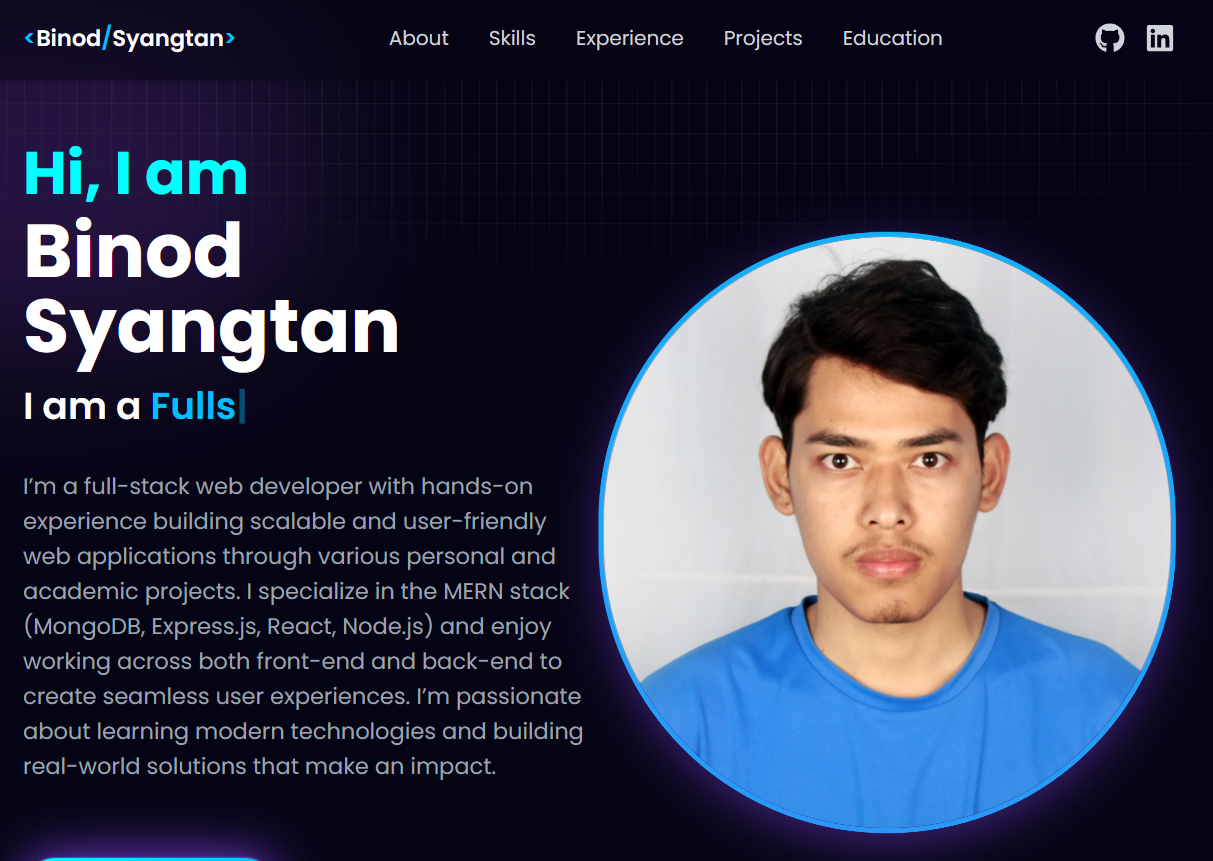 <Binod/Syangtan>
About Skills Experience Projects Education
Hi, I am
Binod
Syangtan
I am a Fulls
I’m a full-stack web developer with hands-on
experience building scalable and user-friendly
web applications through various personal and
academic projects. I specialize in the MERN stack
(MongoDB, Express.js, React, Node.js) and enjoy
working across both front-end and back-end to
create seamless user experiences. I’m passionate
about learning modern technologies and building
real-world solutions that make an impact.